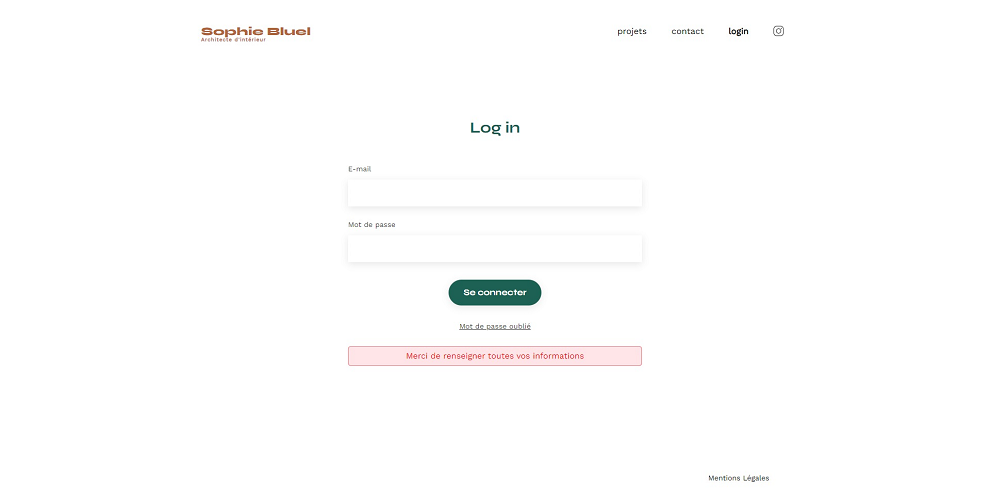 Sophie Bluel
Architecte d'intérieur
projets
contact
login
Log in
E-mail
Mot de passe
Se connecter
Mot de passe oublié
Merci de renseigner toutes vos informations
Mentions Légales